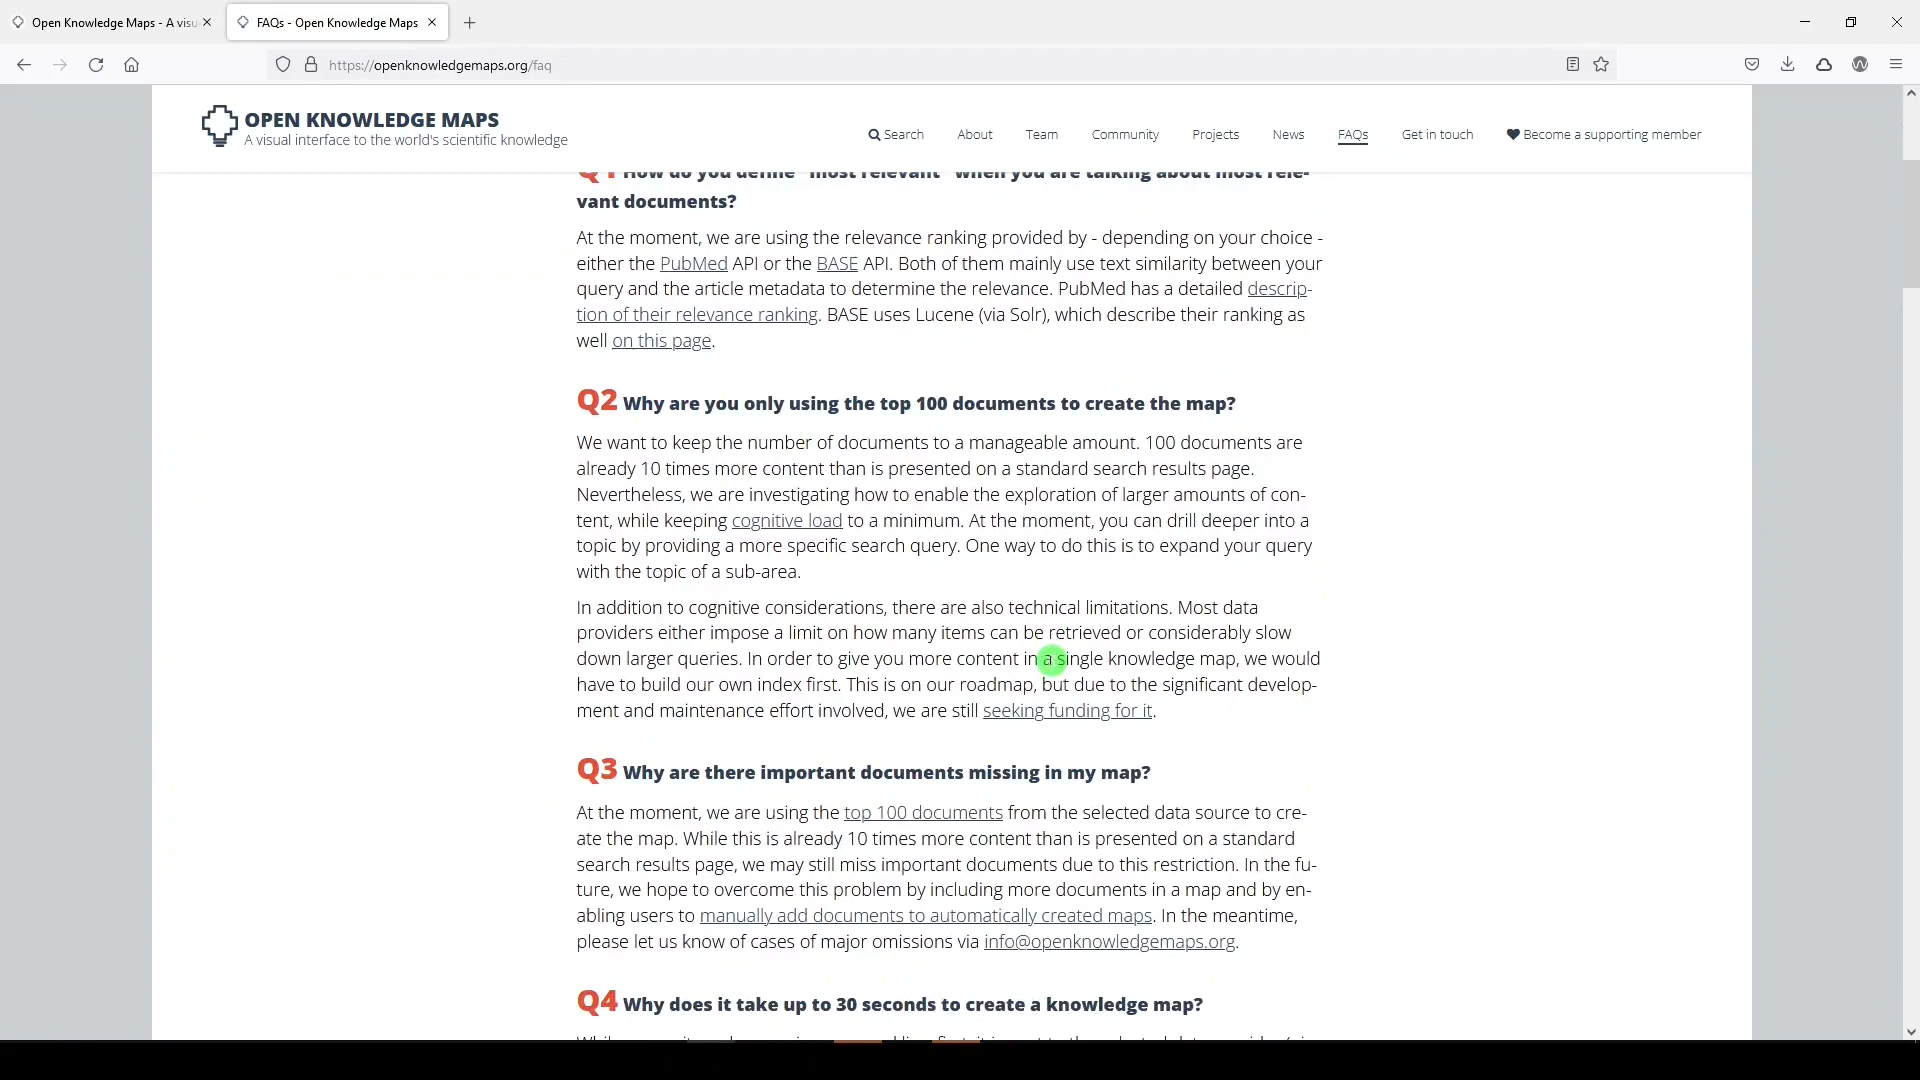 Open Knowledge Maps - A visu
FAQs - Open Knowledge Maps
https://openknowledgemaps.org/faq
OPEN KNOWLEDGE MAPS
A visual interface to the world's scientific knowledge
Search About Team Community Projects News FAQs Get in touch Become a supporting member
Q1 How do you define "most relevant" when you are talking about most rele-
vant documents?
At the moment, we are using the relevance ranking provided by - depending on your choice -
either the PubMed API or the BASE API. Both of them mainly use text similarity between your
query and the article metadata to determine the relevance. PubMed has a detailed descrip-
tion of their relevance ranking. BASE uses Lucene (via Solr), which describe their ranking as
well on this page.
Q2 Why are you only using the top 100 documents to create the map?
We want to keep the number of documents to a manageable amount. 100 documents are
already 10 times more content than is presented on a standard search results page.
Nevertheless, we are investigating how to enable the exploration of larger amounts of con-
tent, while keeping cognitive load to a minimum. At the moment, you can drill deeper into a
topic by providing a more specific search query. One way to do this is to expand your query
with the topic of a sub-area.
In addition to cognitive considerations, there are also technical limitations. Most data
providers either impose a limit on how many items can be retrieved or considerably slow
down larger queries. In order to give you more content in a single knowledge map, we would
have to build our own index first. This is on our roadmap, but due to the significant develop-
ment and maintenance effort involved, we are still seeking funding for it.
Q3 Why are there important documents missing in my map?
At the moment, we are using the top 100 documents from the selected data source to cre-
ate the map. While this is already 10 times more content than is presented on a standard
search results page, we may still miss important documents due to this restriction. In the fu-
ture, we hope to overcome this problem by including more documents in a map and by en-
abling users to manually add documents to automatically created maps. In the meantime,
please let us know of cases of major omissions via info@openknowledgemaps.org.
Q4 Why does it take up to 30 seconds to create a knowledge map?